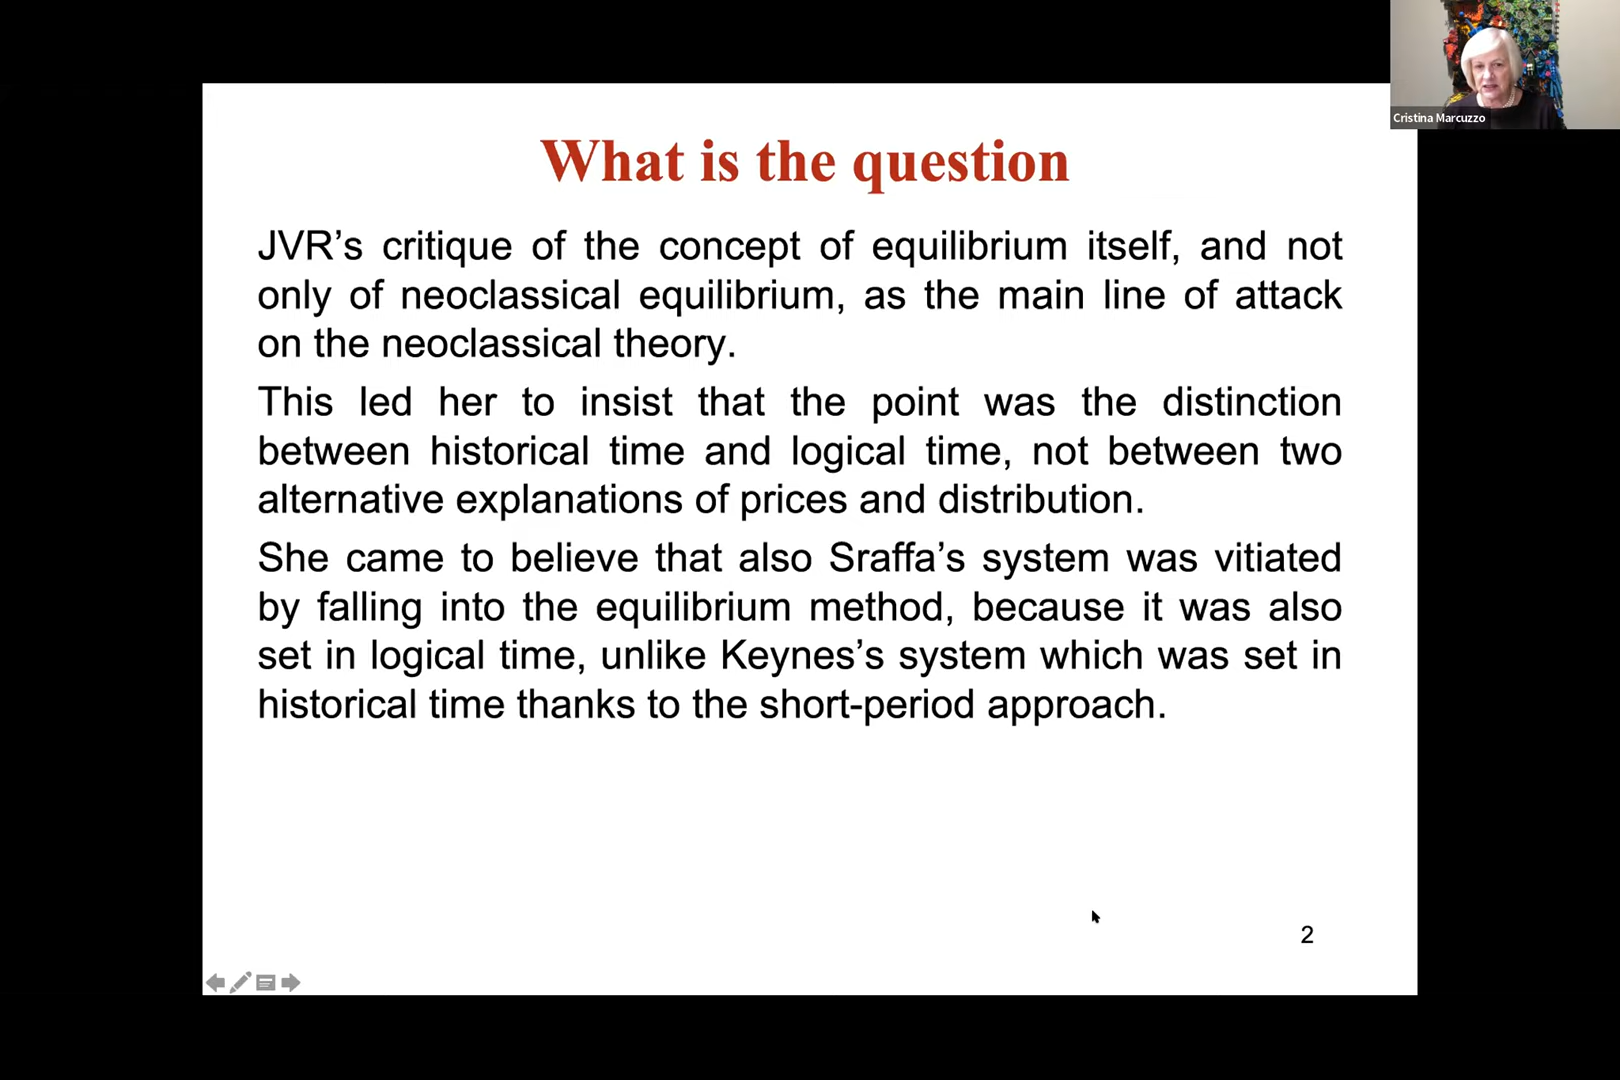 Cristina Marcuzzo
What is the question
JVR’s critique of the concept of equilibrium itself, and not
only of neoclassical equilibrium, as the main line of attack
on the neoclassical theory.
This led her to insist that the point was the distinction
between historical time and logical time, not between two
alternative explanations of prices and distribution.
She came to believe that also Sraffa’s system was vitiated
by falling into the equilibrium method, because it was also
set in logical time, unlike Keynes’s system which was set in
historical time thanks to the short-period approach.
2